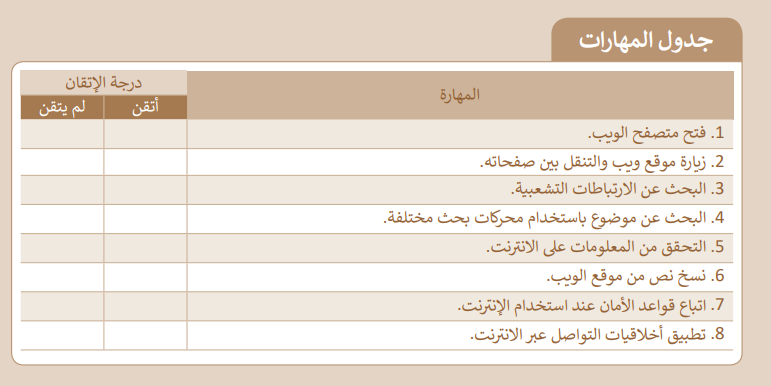 جدول المهارات
المهارة
درجة الإتقان
أتقن
لم يتقن
1. فتح متصفح الويب.
2. زيارة موقع ويب والتنقل بين صفحاته.
3. البحث عن الارتباطات التشعبية.
4. البحث عن موضوع باستخدام محركات بحث مختلفة.
5. التحقق من المعلومات على الانترنت.
6. نسخ نص من موقع الويب.
7. اتباع قواعد الأمان عند استخدام الإنترنت.
8. تطبيق أخلاقيات التواصل عبر الانترنت.